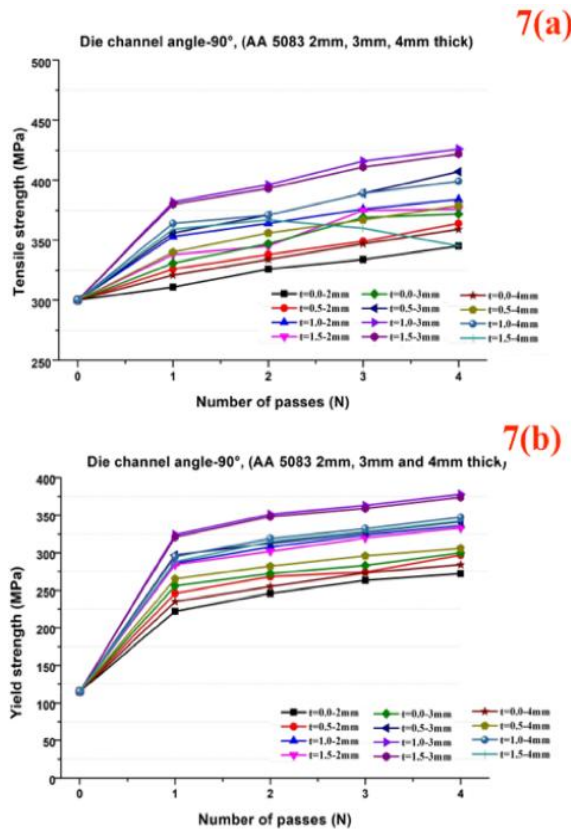 7(a)
Die channel angle-90°, (AA 5083 2mm, 3mm, 4mm thick)
500
450
400
350
300
250
Tensile strength (MPa)
t=0.0-2mm t=0.0-3mm t=0.0-4mm
t=0.5-2mm t=0.5-3mm t=0.5-4mm
t=1.0-2mm t=1.0-3mm t=1.0-4mm
t=1.5-2mm t=1.5-3mm t=1.5-4mm
0 1 2 3 4
Number of passes (N)
7(b)
Die channel angle-90°, (AA 5083 2mm, 3mm and 4mm thick)
400
350
300
250
200
150
100
50
0
Yield strength (MPa)
t=0.0-2mm t=0.0-3mm t=0.0-4mm
t=0.5-2mm t=0.5-3mm t=0.5-4mm
t=1.0-2mm t=1.0-3mm t=1.0-4mm
t=1.5-2mm t=1.5-3mm t=1.5-4mm
0 1 2 3 4
Number of passes (N)